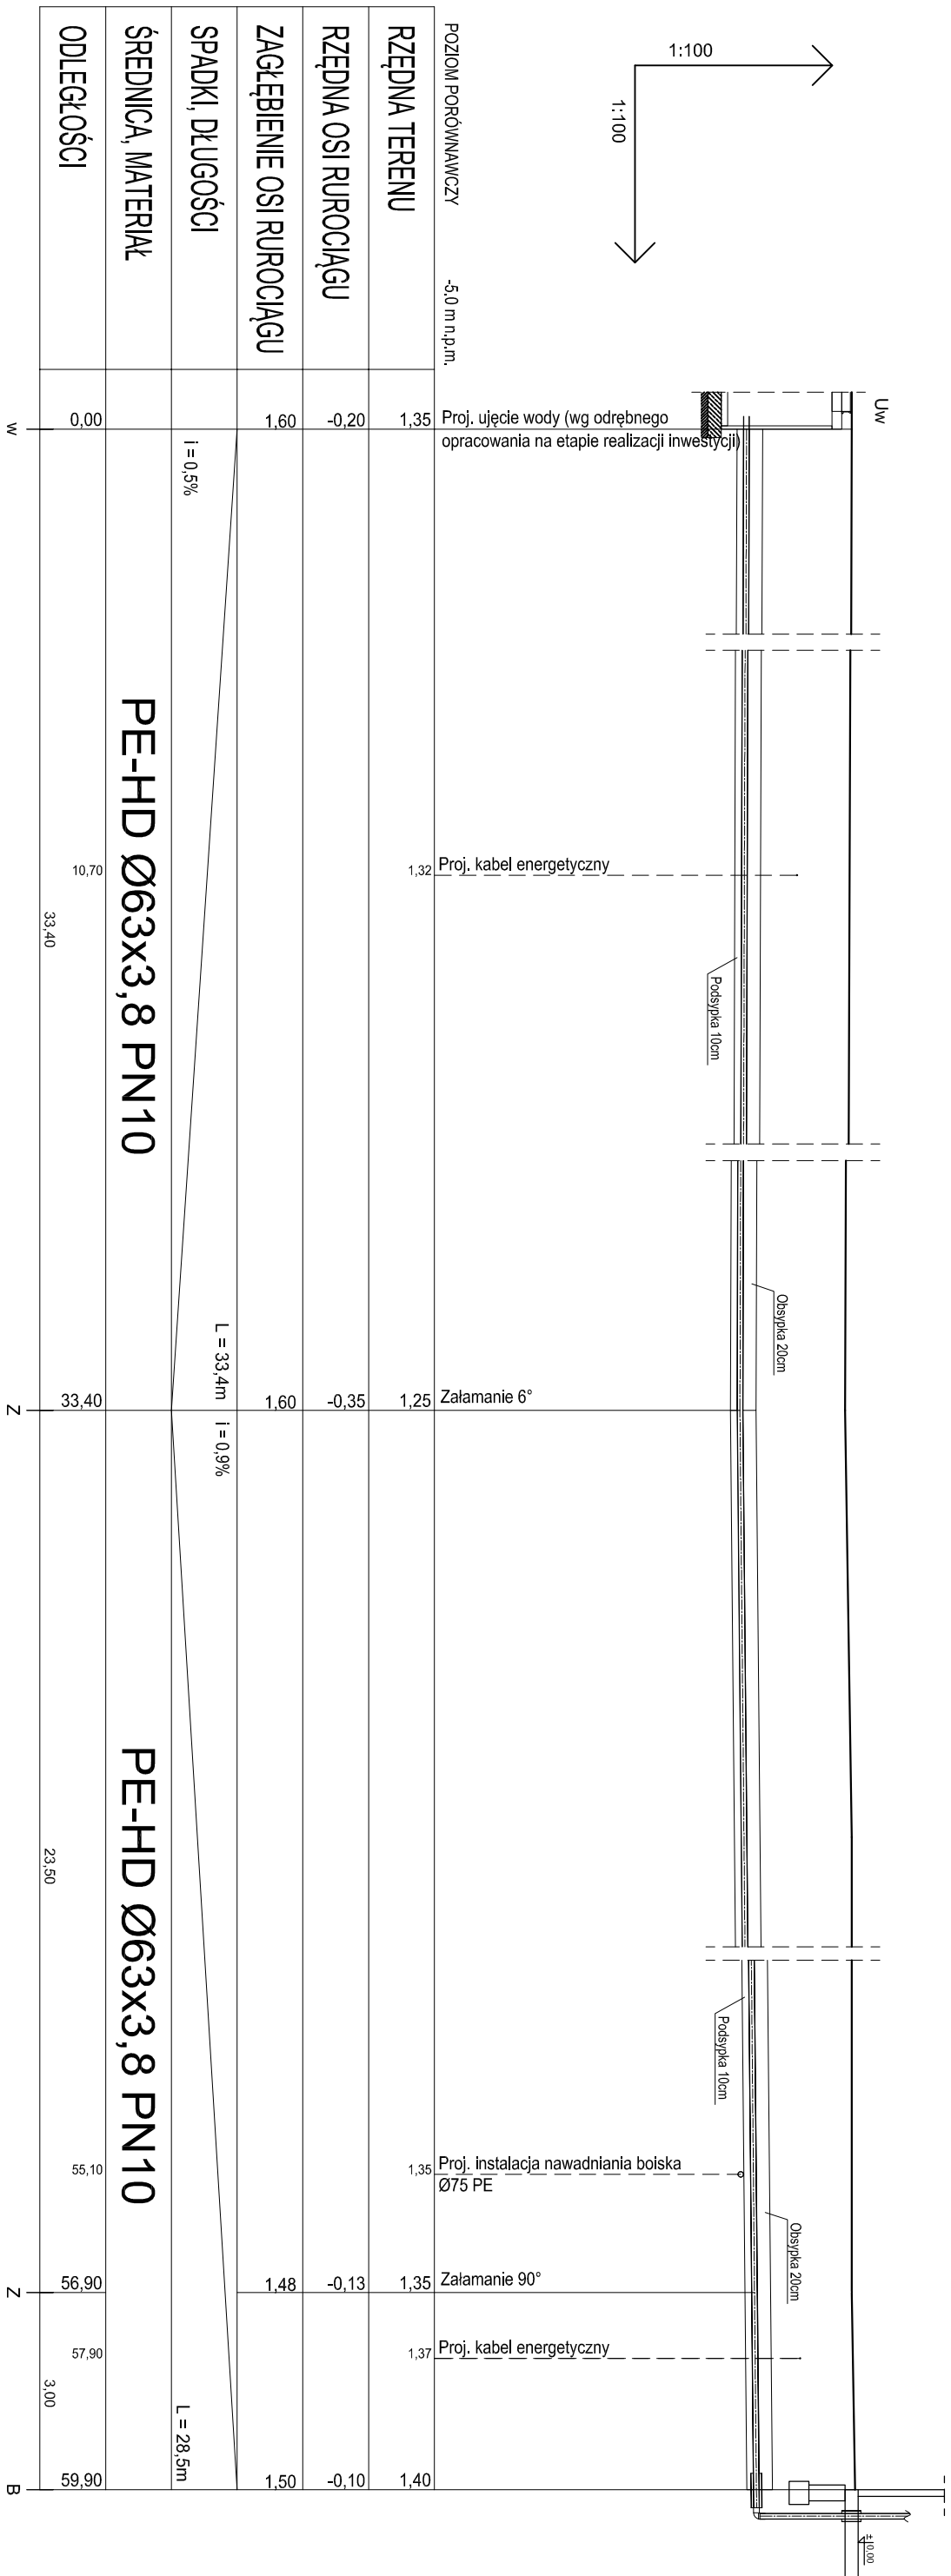 1:100
1:100
Uw
POZIOM PORÓWNAWCZY -5.0 m n.p.m.
Proj. ujęcie wody (wg odrębnego
opracowania na etapie realizacji inwestycji)
Proj. kabel energetyczny
Podsypka 10cm
Obsypka 20cm
Załamanie 6°
Podsypka 10cm
Proj. instalacja nawadniania boiska
Ø75 PE
Obsypka 20cm
Załamanie 90°
Proj. kabel energetyczny
±0,00
RZĘDNA TERENU 1,35 1,32 1,25 1,35 1,35 1,37 1,40
RZĘDNA OSI RUROCIĄGU -0,20 -0,35 -0,13 -0,10
ZAGŁĘBIENIE OSI RUROCIĄGU 1,60 1,60 1,48 1,50
SPADKI, DŁUGOŚCI i = 0,5% L = 33,4m i = 0,9% L = 28,5m
ŚREDNICA, MATERIAŁ PE-HD Ø63x3,8 PN10 PE-HD Ø63x3,8 PN10
ODLEGŁOŚCI 0,00 10,70 33,40 33,40 23,50 55,10 56,90 57,90 3,00 59,90
w Z Z B